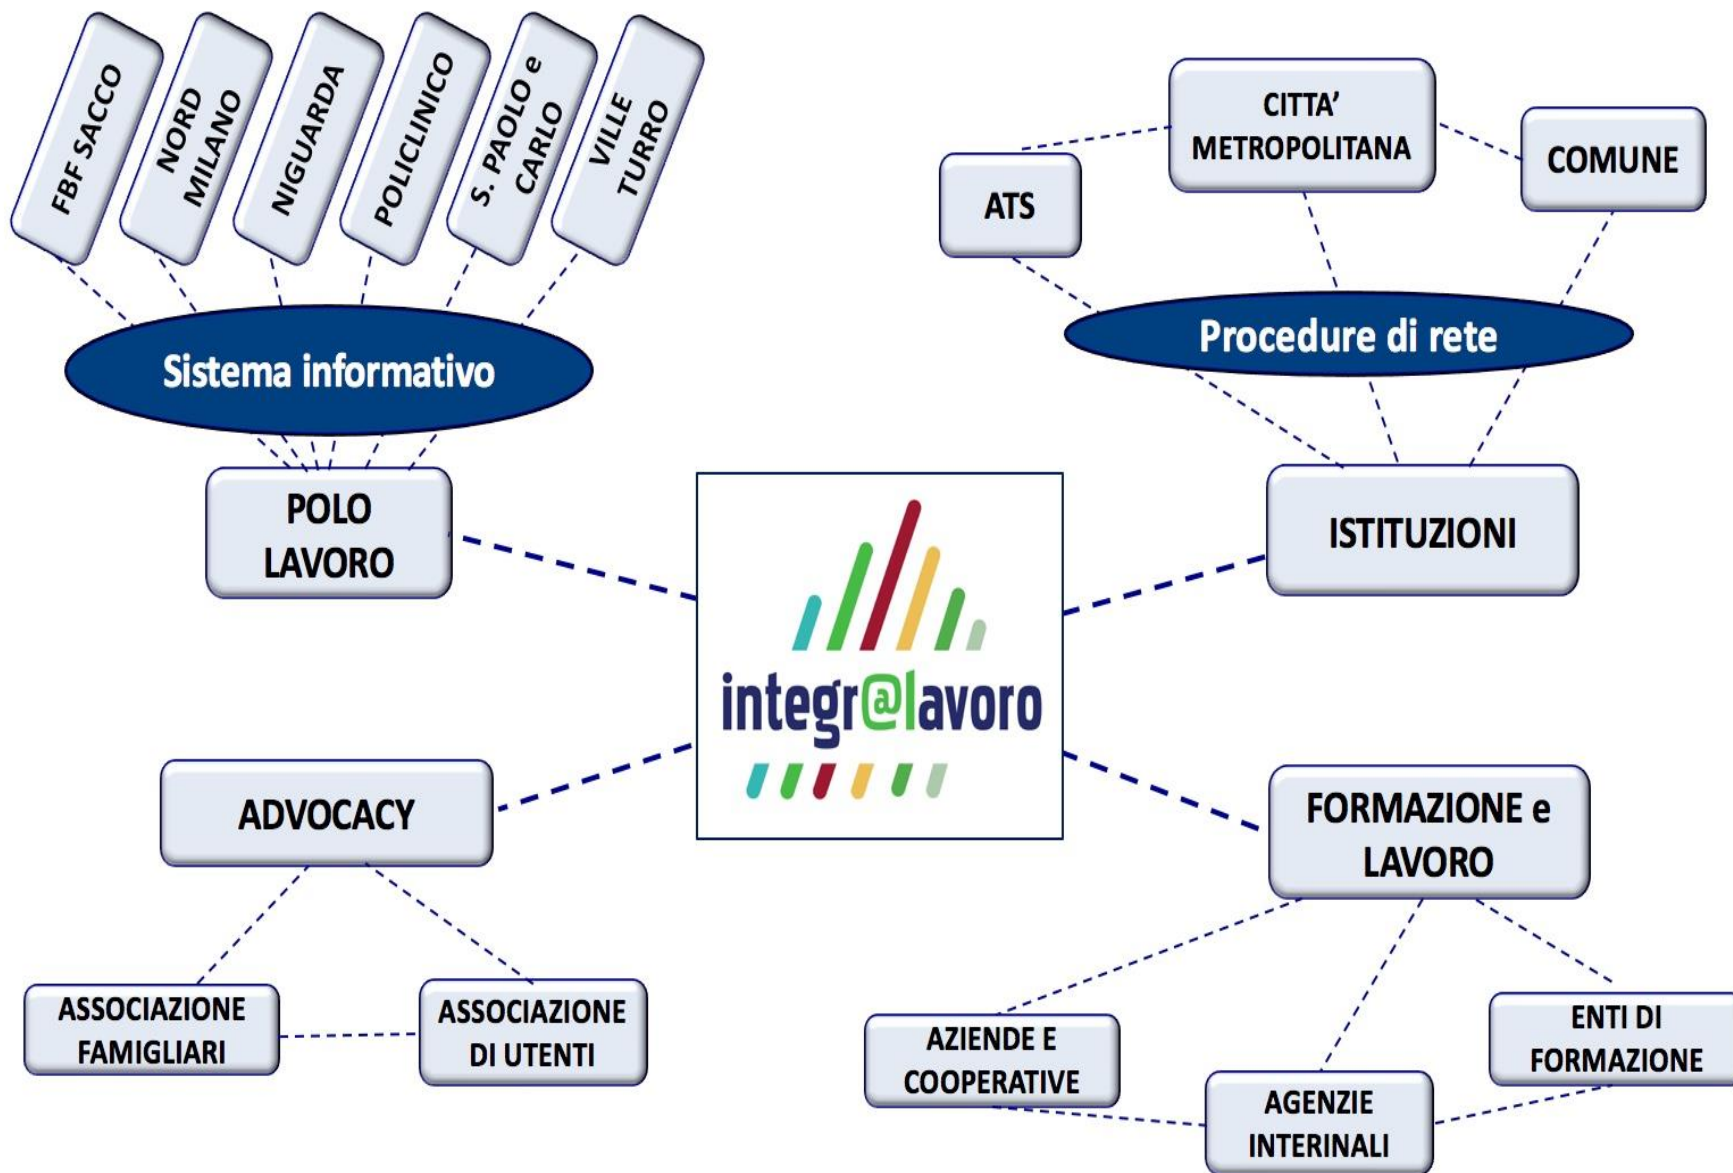 FBF SACCO
NORD
MILANO
NIGUARDA
POLICLINICO
S. PAOLO e
CARLO
VILLE
TURRO
Sistema informativo
POLO
LAVORO
CITTA’
METROPOLITANA
ATS
COMUNE
Procedure di rete
ISTITUZIONI
integr@lavoro
ADVOCACY
ASSOCIAZIONE
FAMIGLIARI
ASSOCIAZIONE
DI UTENTI
FORMAZIONE e
LAVORO
AZIENDE E
COOPERATIVE
AGENZIE
INTERINALI
ENTI DI
FORMAZIONE